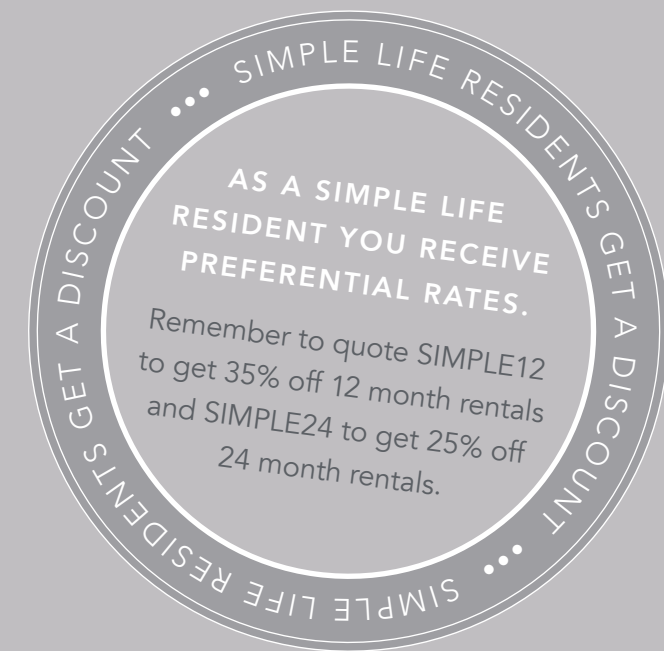 SIMPLE LIFE RESIDENTS GET A DISCOUNT •••
SIMPLE LIFE RESIDENTS GET A DISCOUNT •••
AS A SIMPLE LIFE
RESIDENT YOU RECEIVE
PREFERENTIAL RATES.
Remember to quote SIMPLE12
to get 35% off 12 month rentals
and SIMPLE24 to get 25% off
24 month rentals.